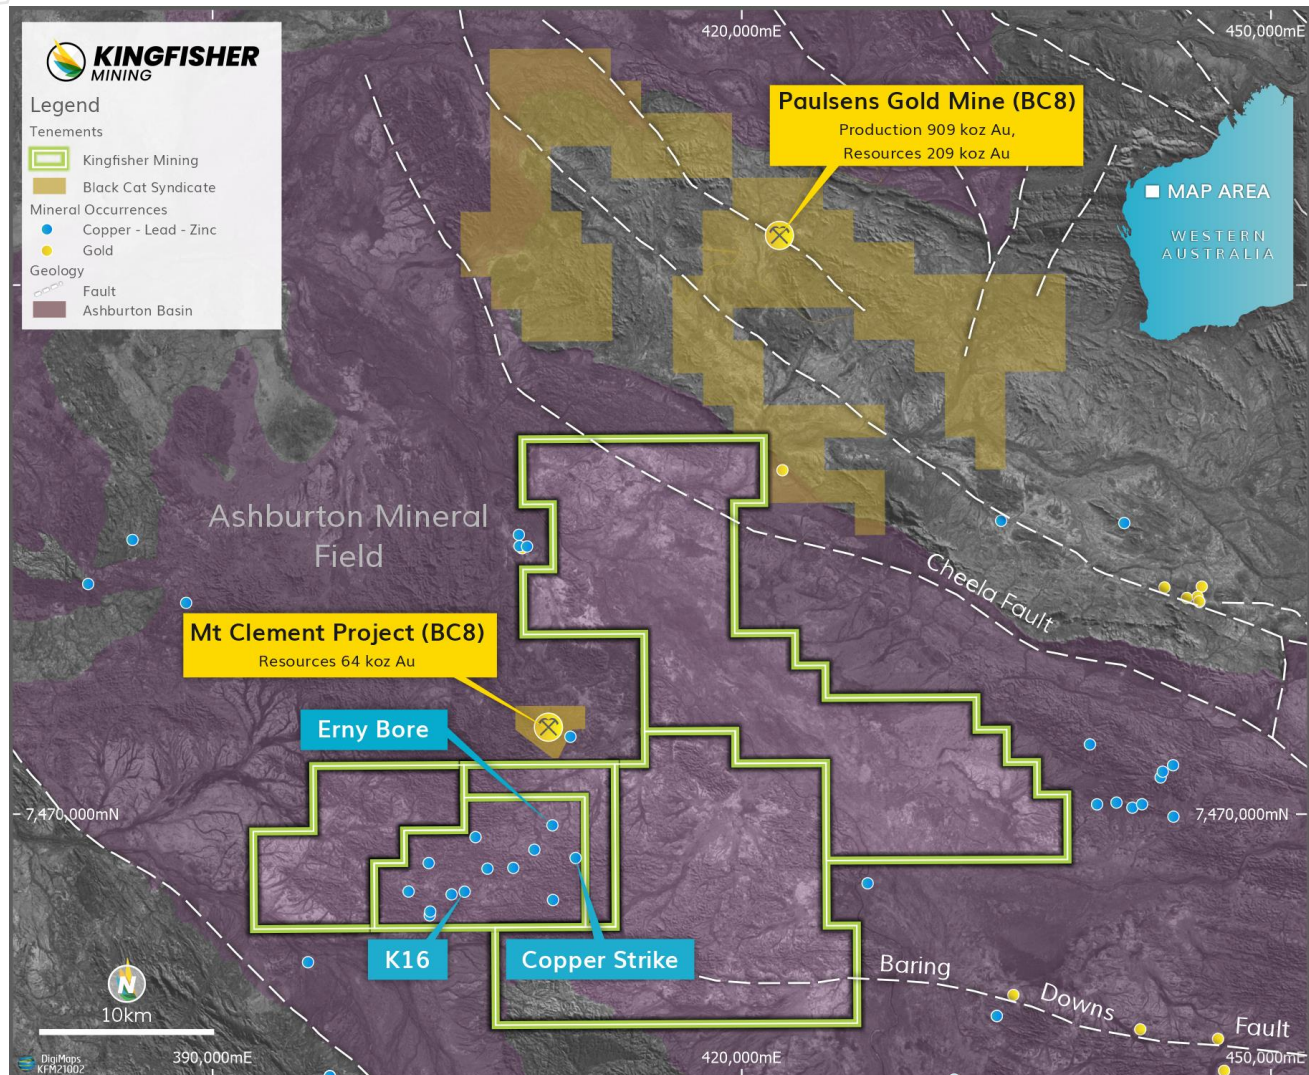 KINGFISHER
MINING
Legend
Tenements
Kingfisher Mining
Black Cat Syndicate
Mineral Occurrences
Copper - Lead - Zinc
Gold
Geology
Fault
Ashburton Basin
420,000mE
450,000mE
Paulsens Gold Mine (BC8)
Production 909 koz Au,
Resources 209 koz Au
MAP AREA
WESTERN
AUSTRALIA
Ashburton Mineral
Field
Cheela Fault
Mt Clement Project (BC8)
Resources 64 koz Au
Erny Bore
7,470,000mN
7,470,000mN
K16
Copper Strike
Baring
Downs
Fault
N
10km
DigiMaps
KFM21002
390,000mE
420,000mE
450,000mE